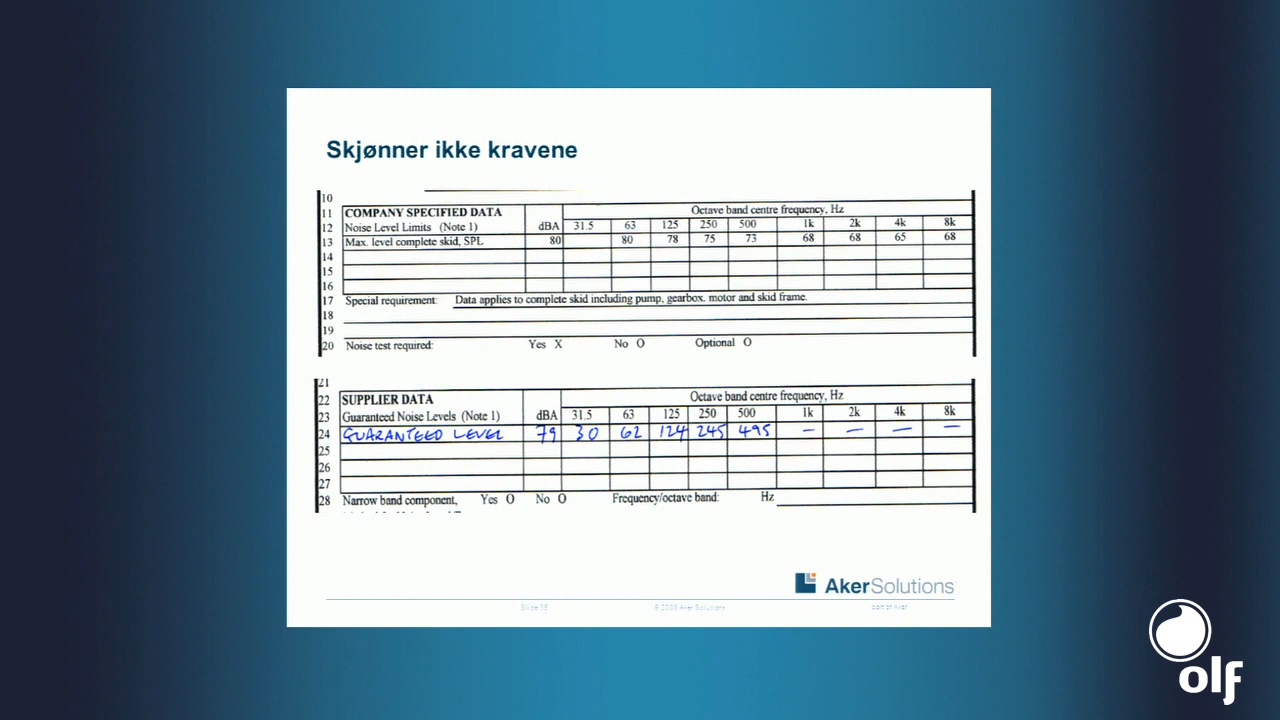 Skjønner ikke kravene
10
11 COMPANY SPECIFIED DATA Octave band centre frequency, Hz
12 Noise Level Limits (Note 1) dBA 31.5 63 125 250 500 1k 2k 4k 8k
13 Max. level complete skid, SPL 80 80 78 75 73 68 68 65 68
14
15
16
17 Special requirement: Data applies to complete skid including pump, gearbox. motor and skid frame.
18
19
20 Noise test required: Yes X No O Optional O
21
22 SUPPLIER DATA Octave band centre frequency, Hz
23 Guaranteed Noise Levels (Note 1) dBA 31.5 63 125 250 500 1k 2k 4k 8k
24 GUARANTEED LEVEL 79 30 62 124 245 495 – – – –
25
26
27
28 Narrow band component, Yes O No O Frequency/octave band: Hz
AkerSolutions
© 2008 Aker Solutions part of Aker
olf